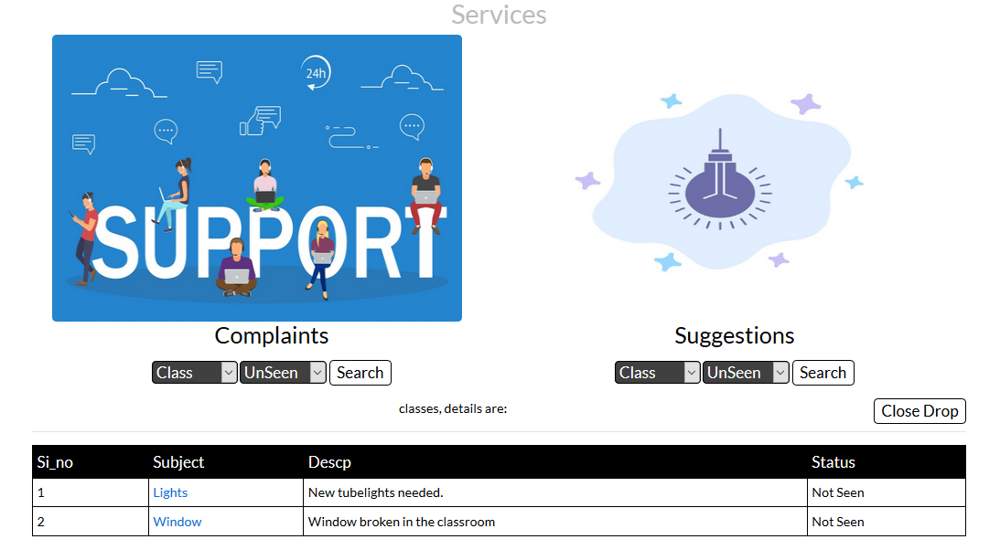 Services
24h
SUPPORT
Complaints
Suggestions
Class UnSeen Search
Class UnSeen Search
classes, details are:
Close Drop
Si_no Subject Descp Status
1 Lights New tubelights needed. Not Seen
2 Window Window broken in the classroom Not Seen